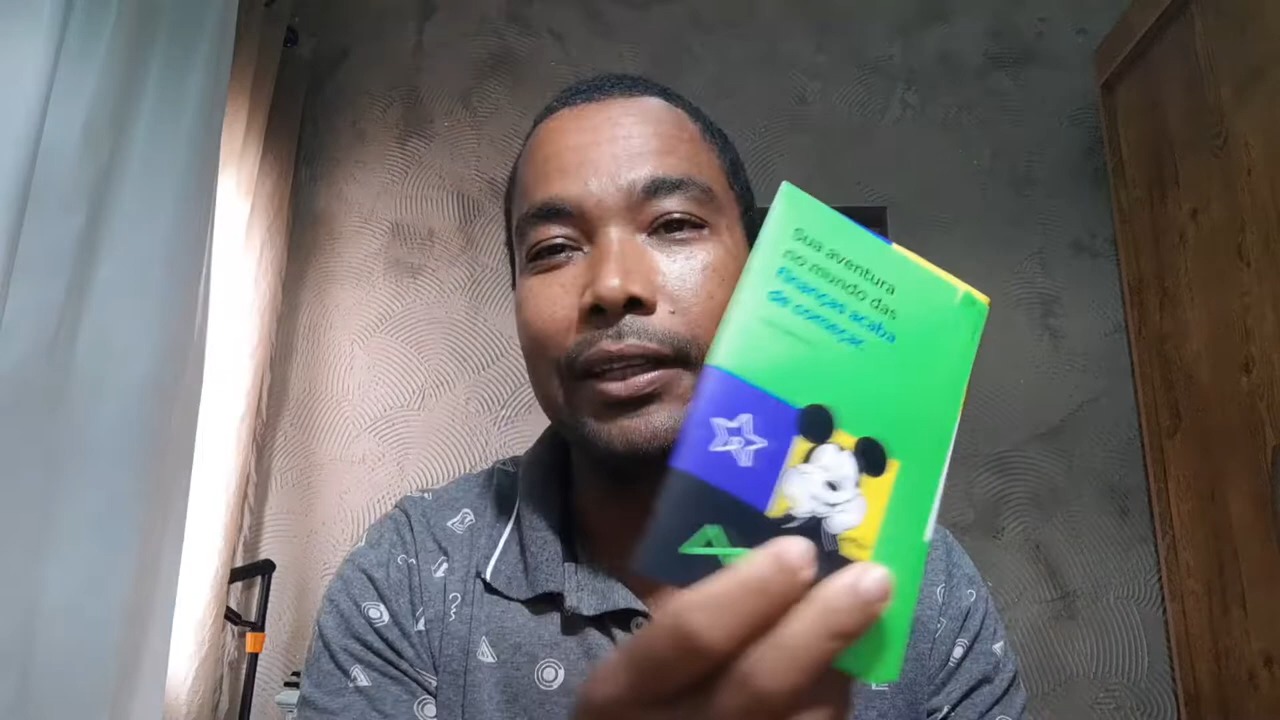 Sua aventura
no mundo das
finanças acaba
de começar.